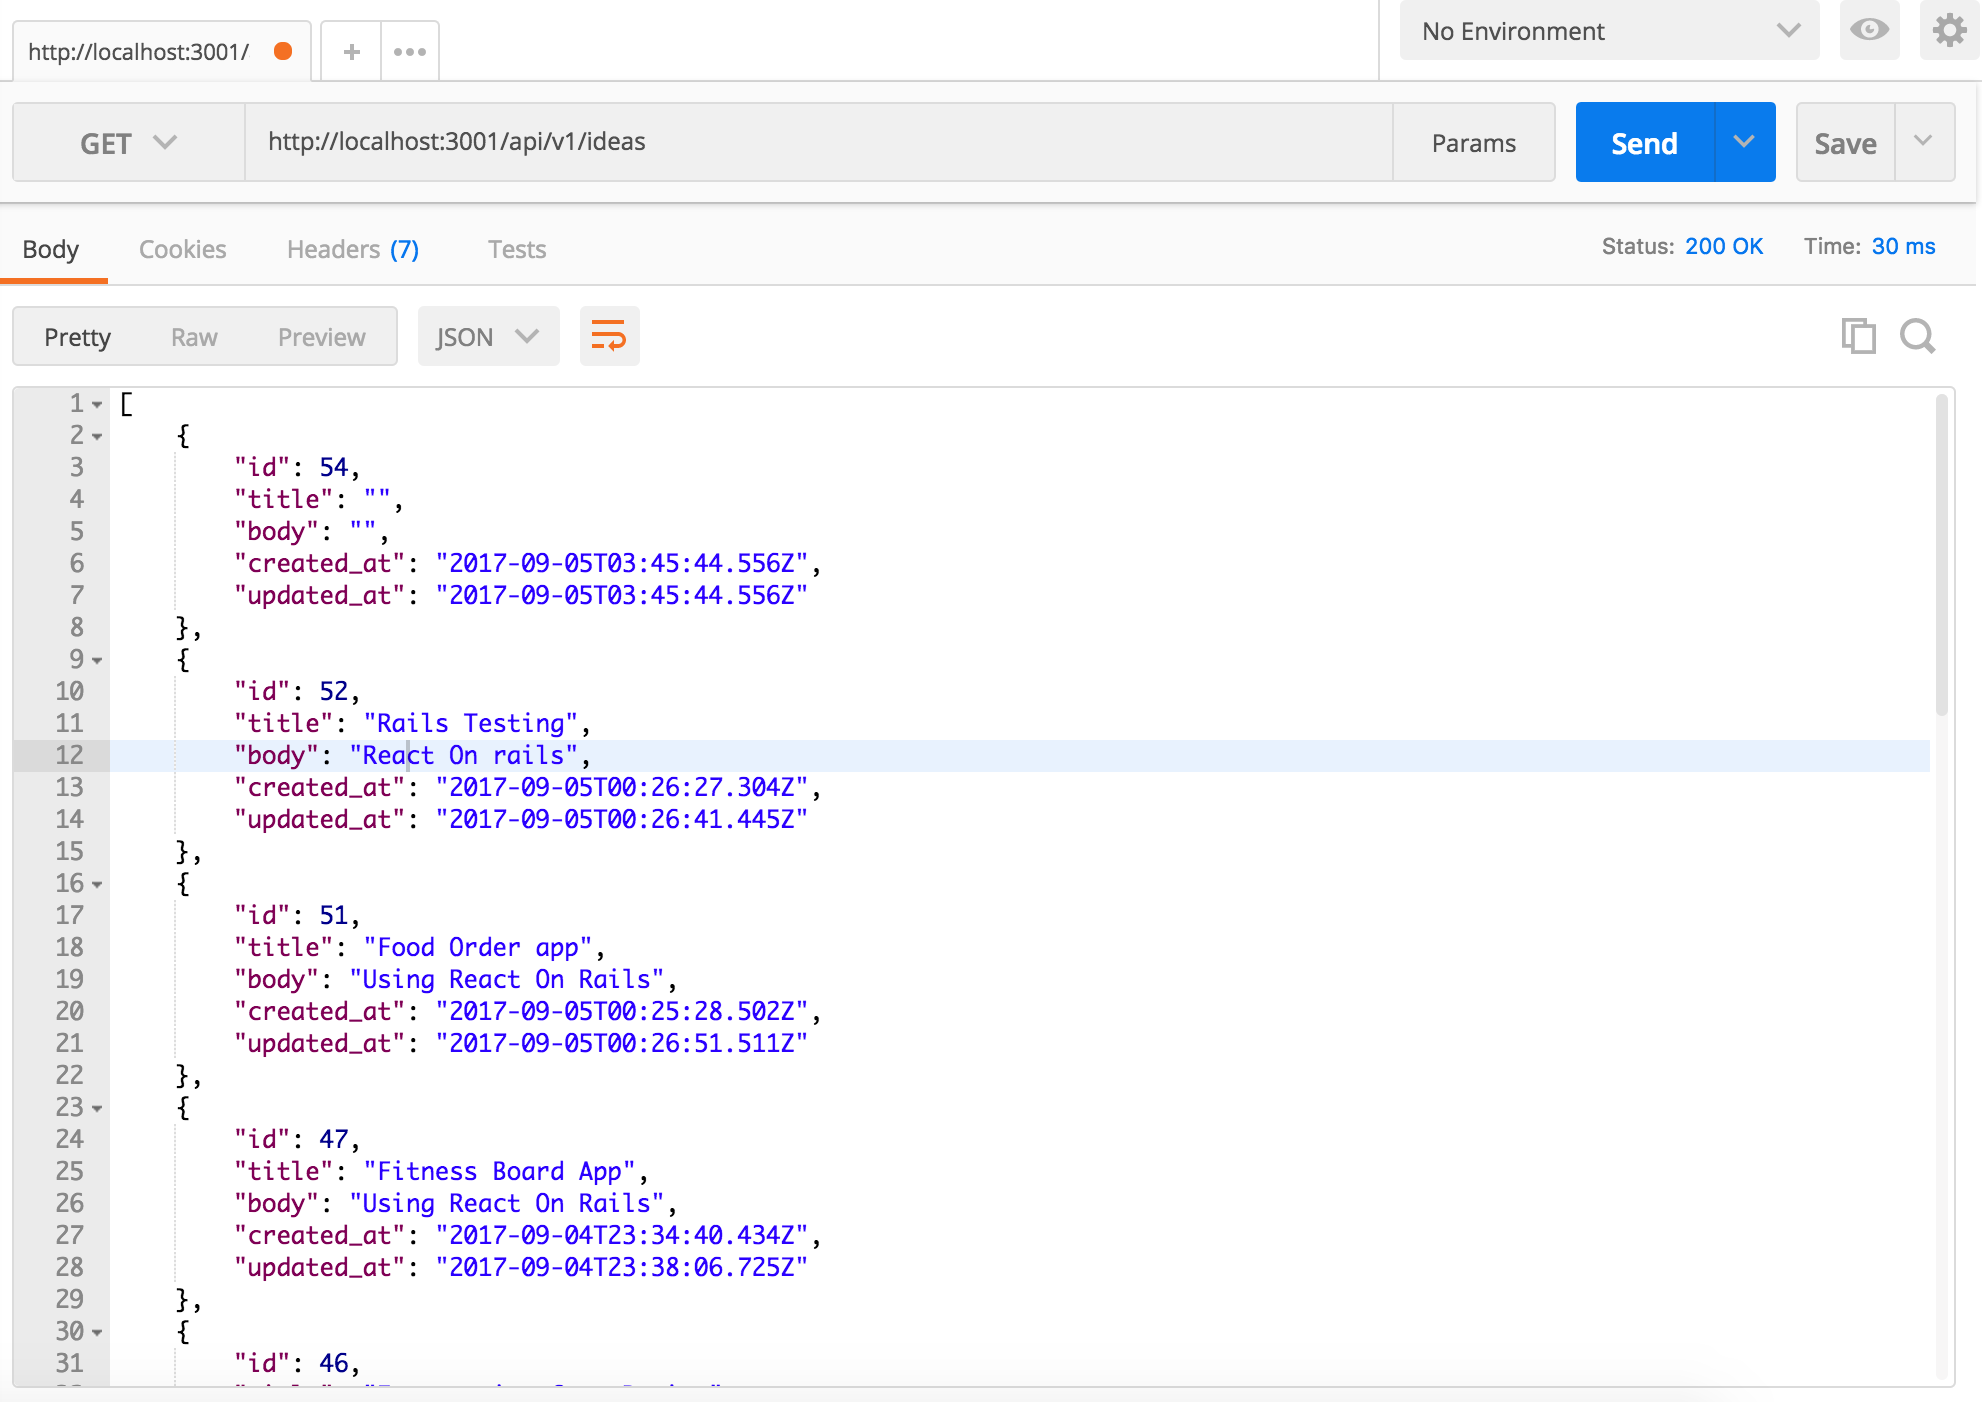 http://localhost:3001/
No Environment
GET http://localhost:3001/api/v1/ideas Params Send Save
Body Cookies Headers (7) Tests Status: 200 OK Time: 30 ms
Pretty Raw Preview JSON
1 [
2 {
3 "id": 54,
4 "title": "",
5 "body": "",
6 "created_at": "2017-09-05T03:45:44.556Z",
7 "updated_at": "2017-09-05T03:45:44.556Z"
8 },
9 {
10 "id": 52,
11 "title": "Rails Testing",
12 "body": "React On rails",
13 "created_at": "2017-09-05T00:26:27.304Z",
14 "updated_at": "2017-09-05T00:26:41.445Z"
15 },
16 {
17 "id": 51,
18 "title": "Food Order app",
19 "body": "Using React On Rails",
20 "created_at": "2017-09-05T00:25:28.502Z",
21 "updated_at": "2017-09-05T00:26:51.511Z"
22 },
23 {
24 "id": 47,
25 "title": "Fitness Board App",
26 "body": "Using React On Rails",
27 "created_at": "2017-09-04T23:34:40.434Z",
28 "updated_at": "2017-09-04T23:38:06.725Z"
29 },
30 {
31 "id": 46,